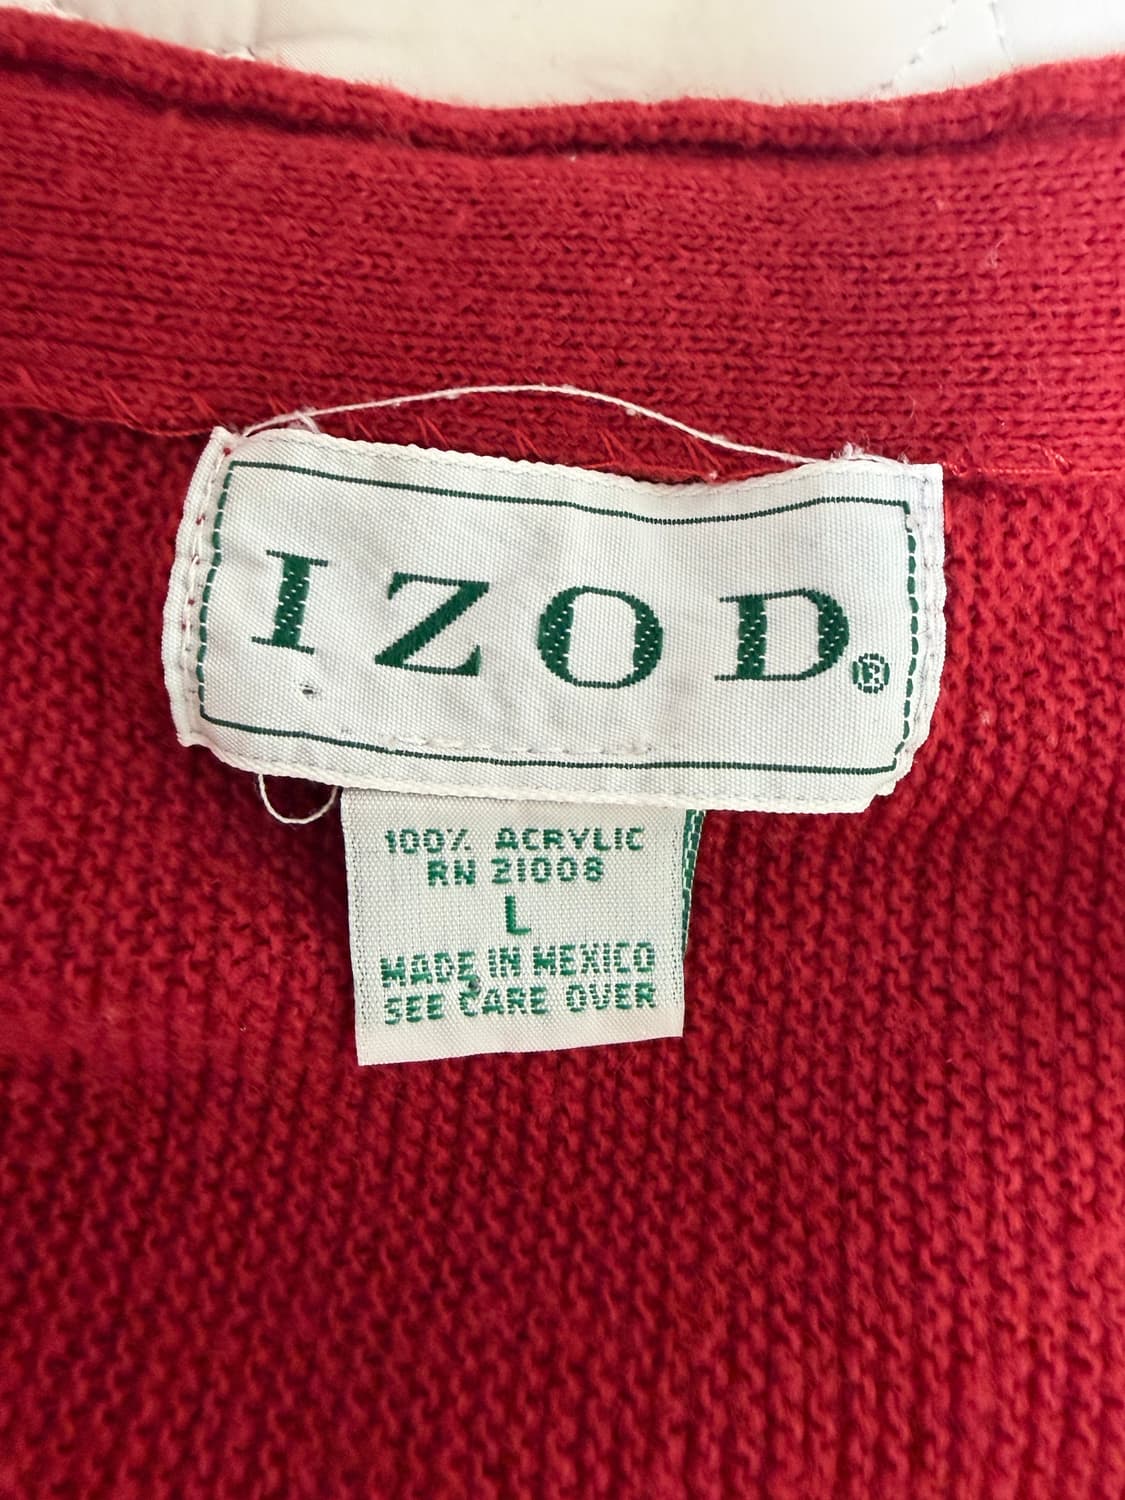 IZOD®
100% ACRYLIC
RN 21008
L
MADE IN MEXICO
SEE CARE OVER